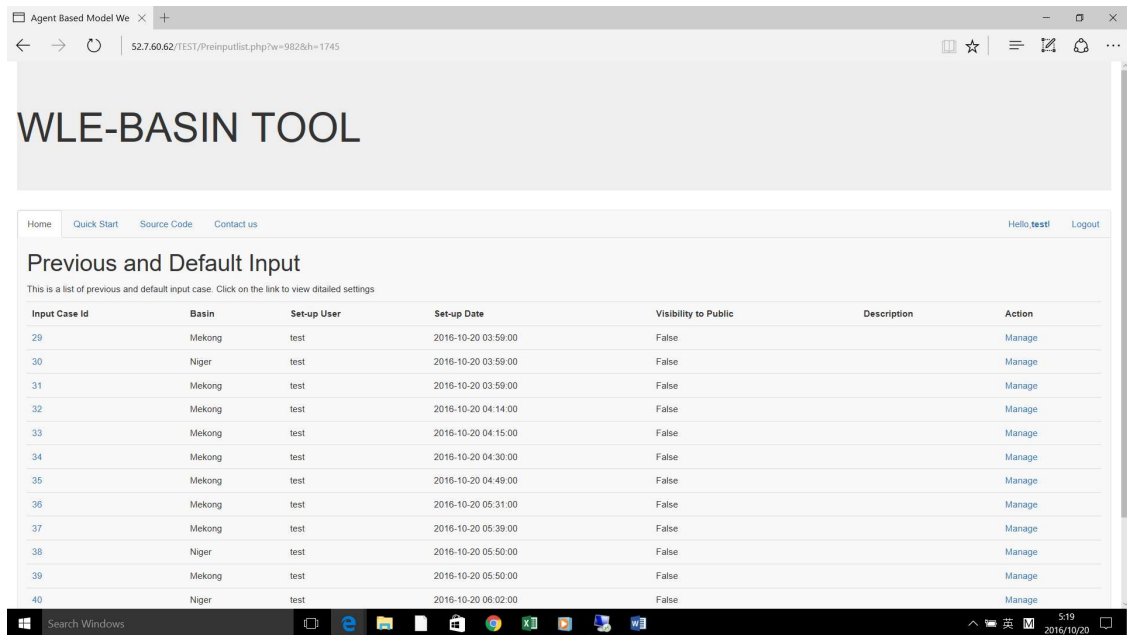 Agent Based Model We
52.7.60.62/TEST/Preinputlist.php?w=982&h=1745
WLE-BASIN TOOL
Home Quick Start Source Code Contact us Hello,test! Logout
Previous and Default Input
This is a list of previous and default input case. Click on the link to view ditailed settings
Input Case Id Basin Set-up User Set-up Date Visibility to Public Description Action
29 Mekong test 2016-10-20 03:59:00 False Manage
30 Niger test 2016-10-20 03:59:00 False Manage
31 Mekong test 2016-10-20 03:59:00 False Manage
32 Mekong test 2016-10-20 04:14:00 False Manage
33 Mekong test 2016-10-20 04:15:00 False Manage
34 Mekong test 2016-10-20 04:30:00 False Manage
35 Mekong test 2016-10-20 04:49:00 False Manage
36 Mekong test 2016-10-20 05:31:00 False Manage
37 Mekong test 2016-10-20 05:39:00 False Manage
38 Niger test 2016-10-20 05:50:00 False Manage
39 Mekong test 2016-10-20 05:50:00 False Manage
40 Niger test 2016-10-20 06:02:00 False Manage
Search Windows 英 M 5:19
2016/10/20